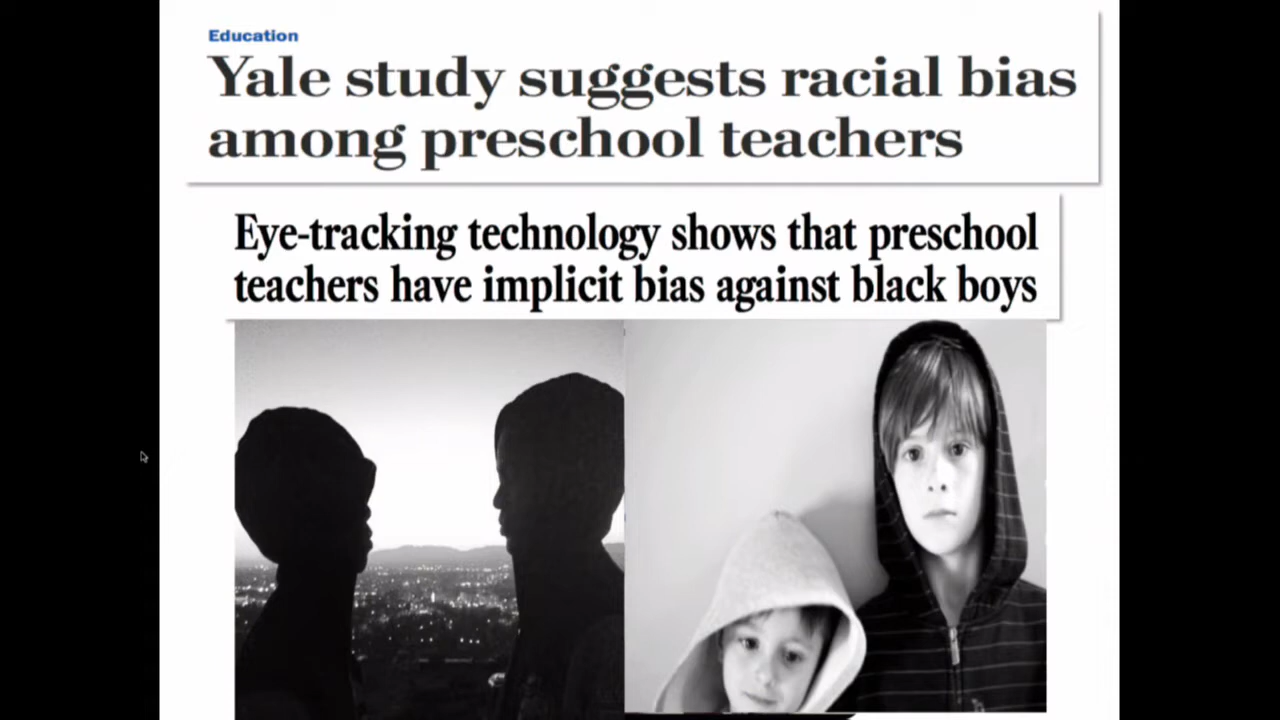 Education
Yale study suggests racial bias
among preschool teachers
Eye-tracking technology shows that preschool
teachers have implicit bias against black boys